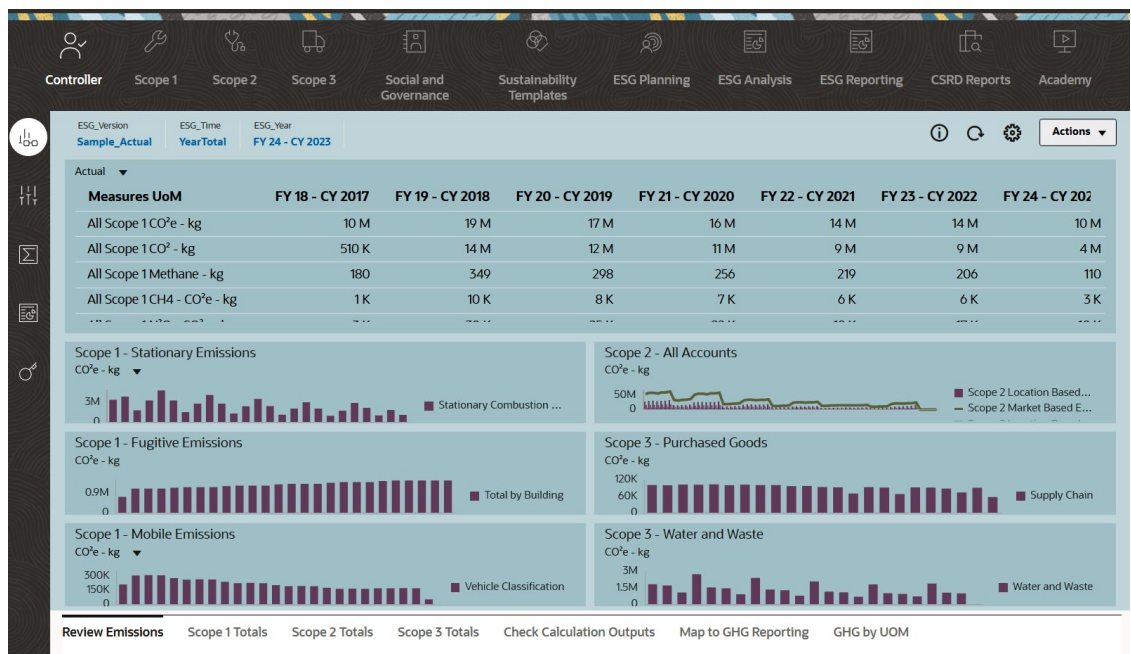 Controller
Scope 1
Scope 2
Scope 3
Social and
Governance
Sustainability
Templates
ESG Planning
ESG Analysis
ESG Reporting
CSRD Reports
Academy
ESG_Version ESG_Time ESG_Year
Sample_Actual YearTotal FY 24 - CY 2023
Actions
Actual
Measures UoM FY 18 - CY 2017 FY 19 - CY 2018 FY 20 - CY 2019 FY 21 - CY 2020 FY 22 - CY 2021 FY 23 - CY 2022 FY 24 - CY 202
All Scope 1 CO²e - kg 10 M 19 M 17 M 16 M 14 M 14 M 10 M
All Scope 1 CO² - kg 510 K 14 M 12 M 11 M 9 M 9 M 4 M
All Scope 1 Methane - kg 180 349 298 256 219 206 110
All Scope 1 CH4 - CO²e - kg 1 K 10 K 8 K 7 K 6 K 6 K 3 K
Scope 1 - Stationary Emissions
CO²e - kg
3M
0
Stationary Combustion ...
Scope 2 - All Accounts
CO²e - kg
50M
0
Scope 2 Location Based...
Scope 2 Market Based E...
Scope 1 - Fugitive Emissions
CO²e - kg
0.9M
0
Total by Building
Scope 3 - Purchased Goods
CO²e - kg
120K
60K
0
Supply Chain
Scope 1 - Mobile Emissions
CO²e - kg
300K
150K
0
Vehicle Classification
Scope 3 - Water and Waste
CO²e - kg
3M
1.5M
0
Water and Waste
Review Emissions Scope 1 Totals Scope 2 Totals Scope 3 Totals Check Calculation Outputs Map to GHG Reporting GHG by UOM